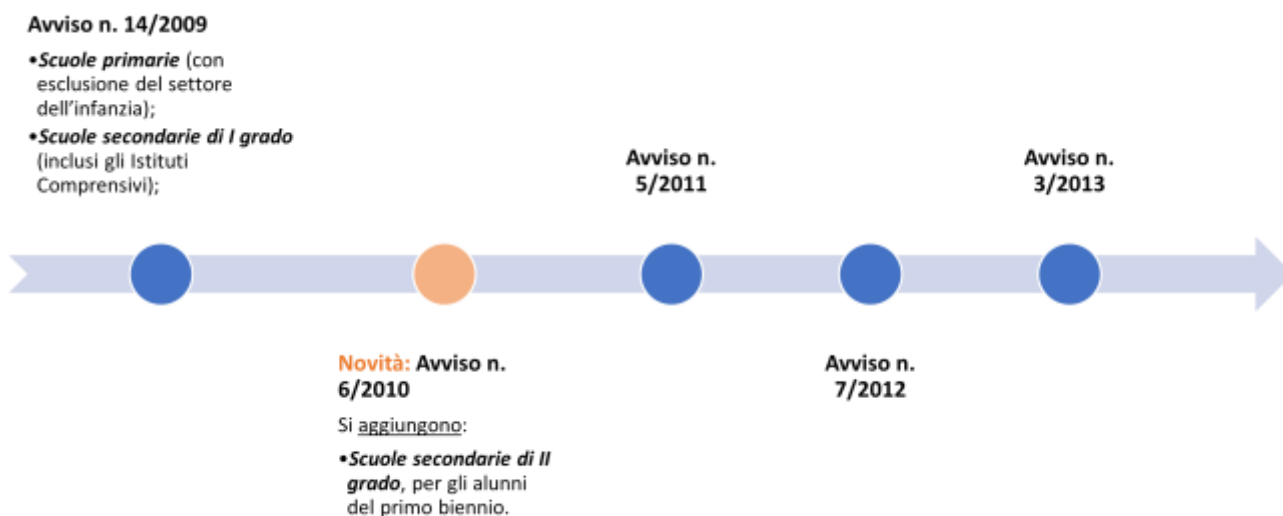 Avviso n. 14/2009
•Scuole primarie (con
esclusione del settore
dell'infanzia);
•Scuole secondarie di I grado
(inclusi gli Istituti
Comprensivi);
Novità: Avviso n.
6/2010
Si aggiungono:
•Scuole secondarie di II
grado, per gli alunni
del primo biennio.
Avviso n.
5/2011
Avviso n.
7/2012
Avviso n.
3/2013